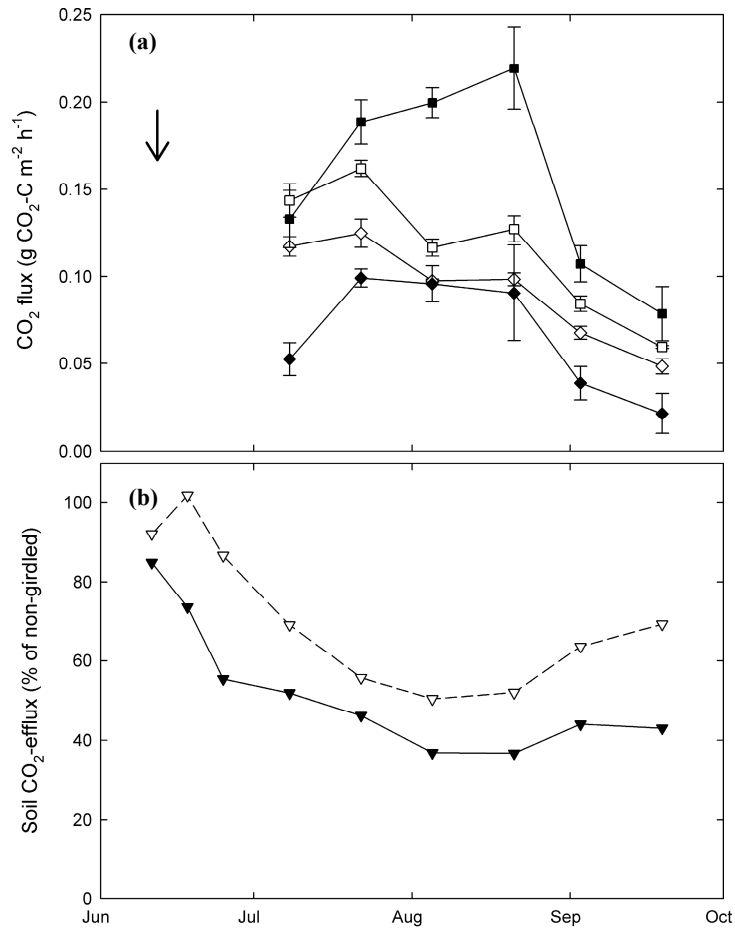 (a)
CO₂ flux (g CO₂-C m⁻² h⁻¹)
0.25
0.20
0.15
0.10
0.05
0.00
(b)
Soil CO₂-efflux (% of non-girdled)
100
80
60
40
20
0
Jun Jul Aug Sep Oct